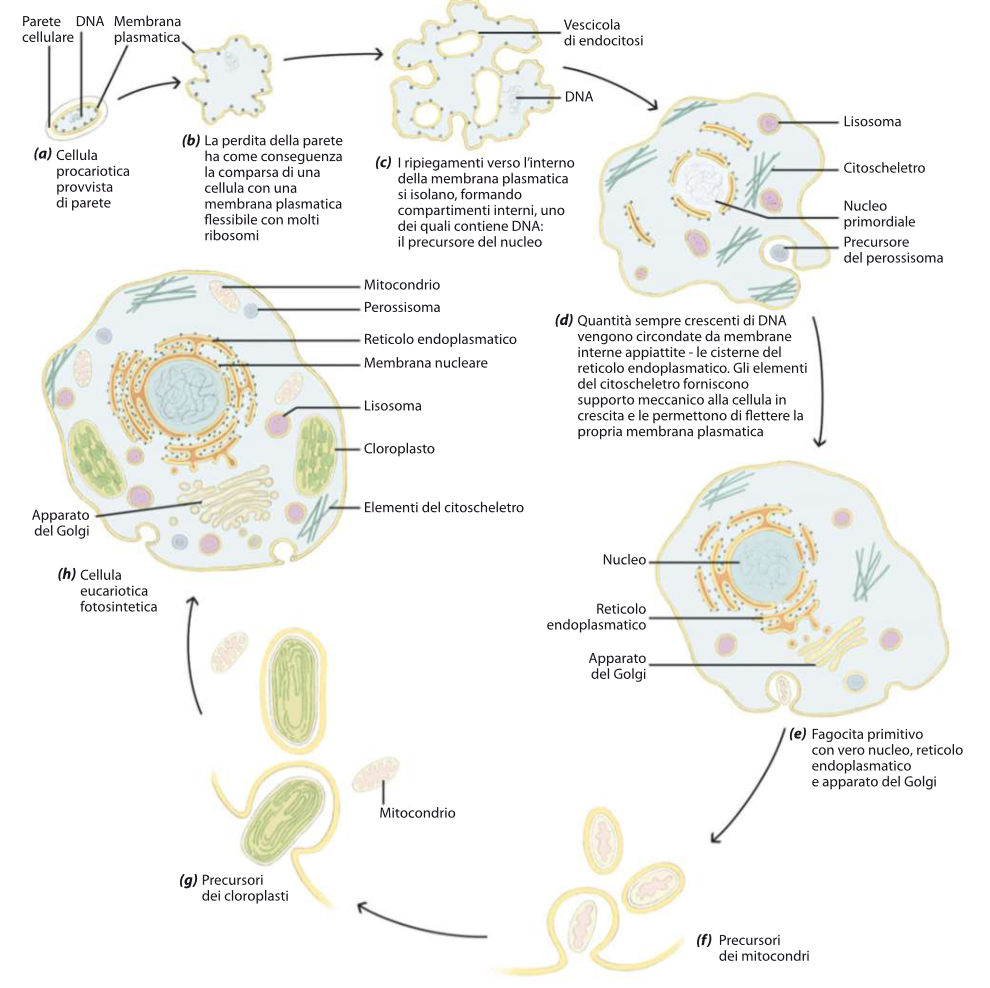 Parete
cellulare
DNA
Membrana
plasmatica
(a) Cellula
procariotica
provvista
di parete
(b) La perdita della parete
ha come conseguenza
la comparsa di una
cellula con una
membrana plasmatica
flessibile con molti
ribosomi
Vescicola
di endocitosi
DNA
(c) I ripiegamenti verso l'interno
della membrana plasmatica
si isolano, formando
compartimenti interni, uno
dei quali contiene DNA:
il precursore del nucleo
Lisosoma
Citoscheletro
Nucleo
primordiale
Precursore
del perossisoma
(d) Quantità sempre crescenti di DNA
vengono circondate da membrane
interne appiattite - le cisterne del
reticolo endoplasmatico. Gli elementi
del citoscheletro forniscono
supporto meccanico alla cellula in
crescita e le permettono di flettere la
propria membrana plasmatica
Nucleo
Reticolo
endoplasmatico
Apparato
del Golgi
(e) Fagocita primitivo
con vero nucleo, reticolo
endoplasmatico
e apparato del Golgi
(f) Precursori
dei mitocondri
Mitocondrio
(g) Precursori
dei cloroplasti
Mitocondrio
Perossisoma
Reticolo endoplasmatico
Membrana nucleare
Lisosoma
Cloroplasto
Elementi del citoscheletro
Apparato
del Golgi
(h) Cellula
eucariotica
fotosintetica